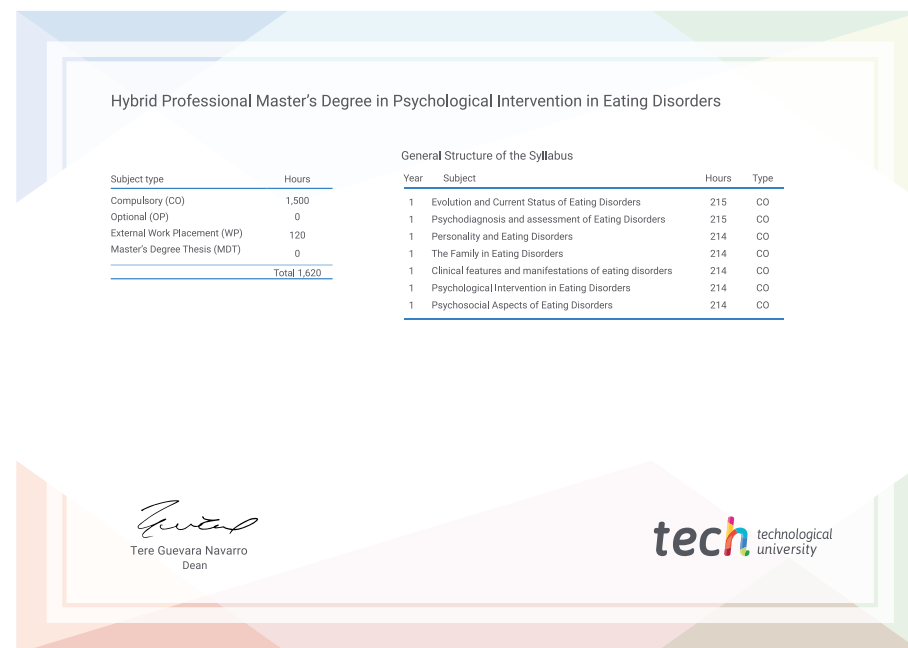 Hybrid Professional Master's Degree in Psychological Intervention in Eating Disorders
Subject type Hours
Compulsory (CO) 1,500
Optional (OP) 0
External Work Placement (WP) 120
Master's Degree Thesis (MDT) 0
Total 1,620
General Structure of the Syllabus
Year Subject Hours Type
1 Evolution and Current Status of Eating Disorders 215 CO
1 Psychodiagnosis and assessment of Eating Disorders 215 CO
1 Personality and Eating Disorders 214 CO
1 The Family in Eating Disorders 214 CO
1 Clinical features and manifestations of eating disorders 214 CO
1 Psychological Intervention in Eating Disorders 214 CO
1 Psychosocial Aspects of Eating Disorders 214 CO
Tere Guevara Navarro
Dean
tech technological
university